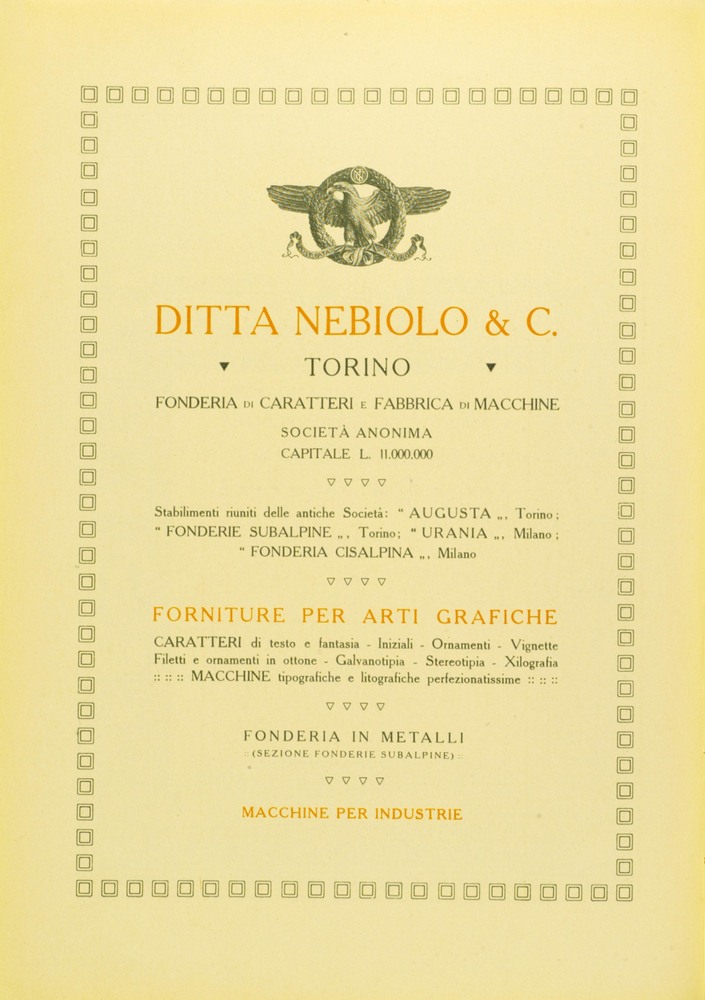 DITTA NEBIOLO & C.
TORINO
FONDERIA DI CARATTERI E FABBRICA DI MACCHINE
SOCIETÀ ANONIMA
CAPITALE L. 11.000.000
Stabilimenti riuniti delle antiche Società: “ AUGUSTA „, Torino;
“ FONDERIE SUBALPINE „, Torino; “ URANIA „, Milano;
“ FONDERIA CISALPINA „, Milano
FORNITURE PER ARTI GRAFICHE
CARATTERI di testo e fantasia - Iniziali - Ornamenti - Vignette
Filetti e ornamenti in ottone - Galvanotipia - Stereotipia - Xilografia
:: :: :: MACCHINE tipografiche e litografiche perfezionatissime :: :: ::
FONDERIA IN METALLI
:: (SEZIONE FONDERIE SUBALPINE) ::
MACCHINE PER INDUSTRIE